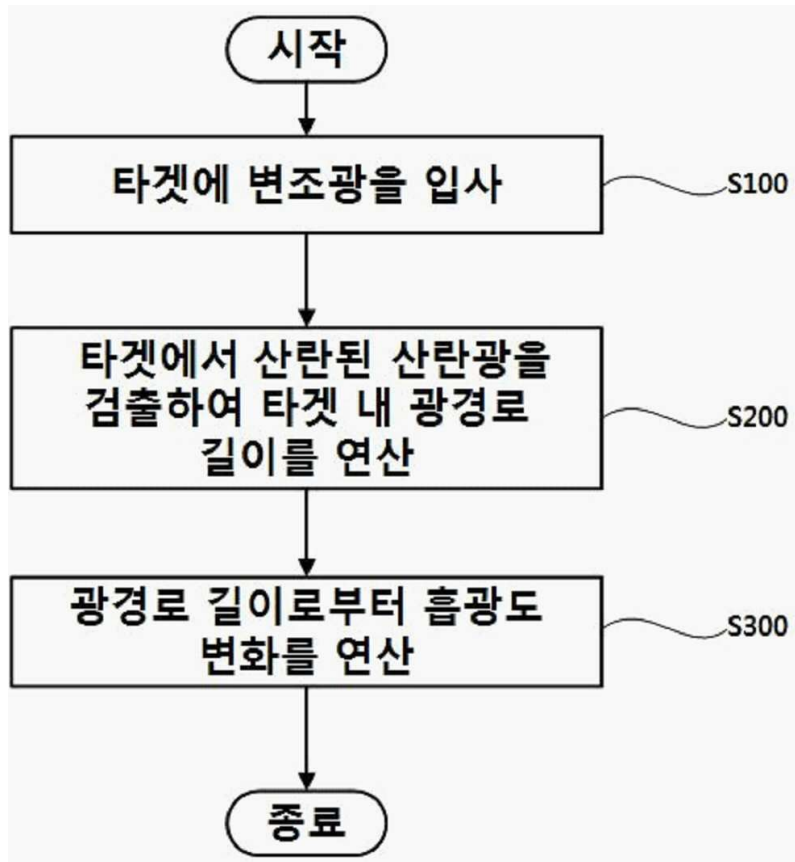 시작
타겟에 변조광을 입사
S100
타겟에서 산란된 산란광을
검출하여 타겟 내 광경로
길이를 연산
S200
광경로 길이로부터 흡광도
변화를 연산
S300
종료